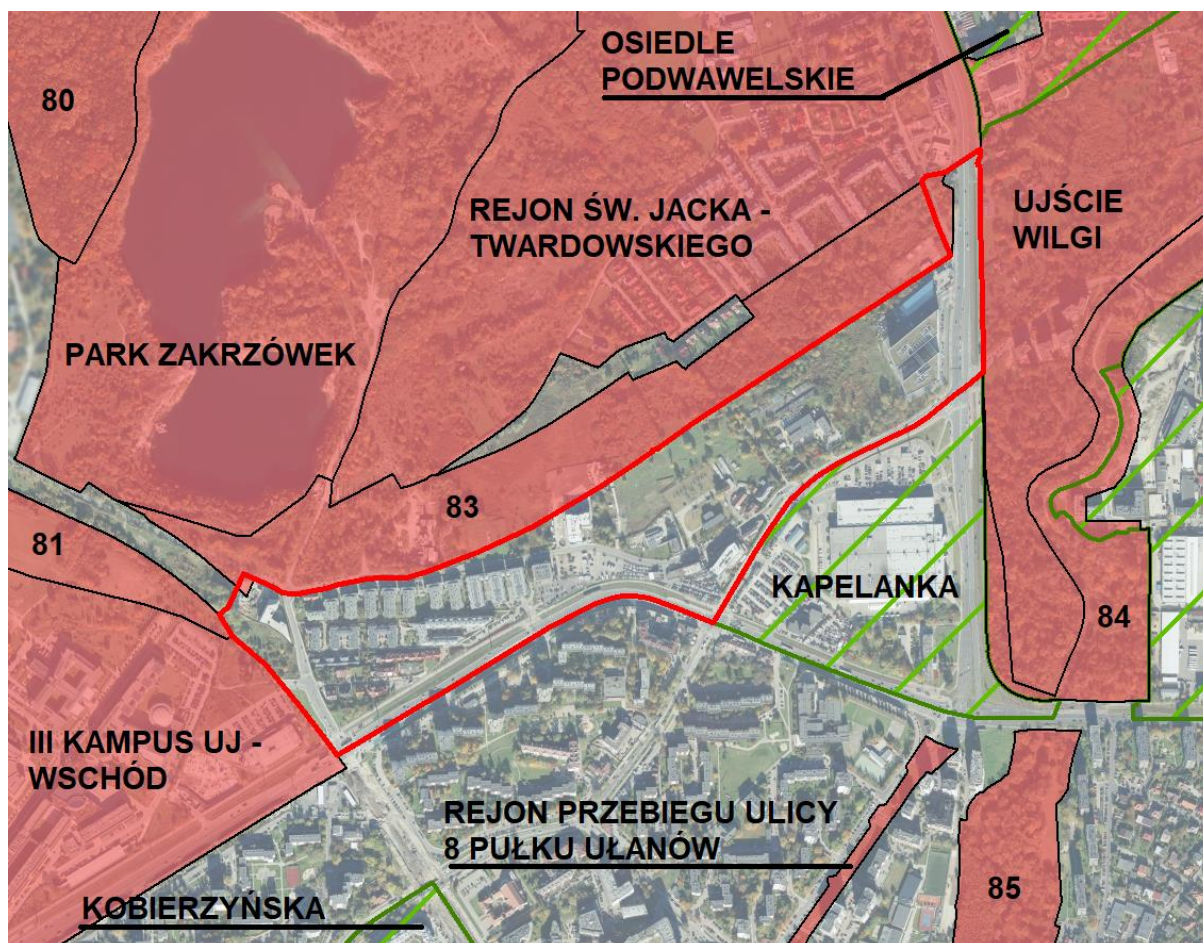 OSIEDLE
PODWAWELSKIE
80
REJON ŚW. JACKA -
TWARDOWSKIEGO
UJŚCIE
WILGI
PARK ZAKRZÓWEK
83
81
KAPELANKA
84
III KAMPUS UJ -
WSCHÓD
REJON PRZEBIEGU ULICY
8 PUŁKU UŁANÓW
85
KOBIERZYŃSKA